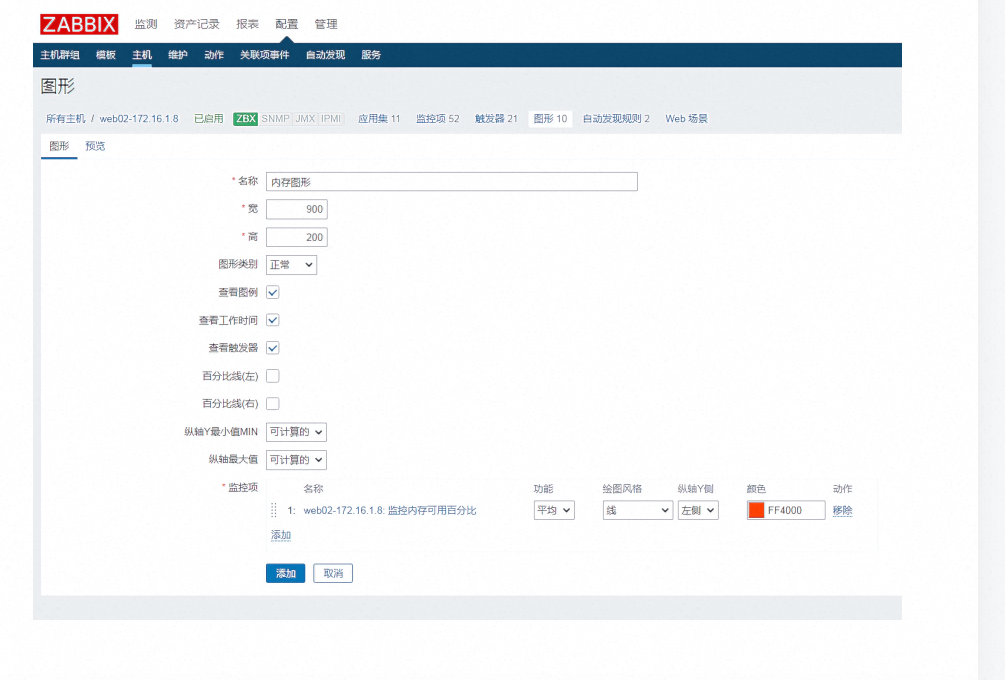 ZABBIX 监测 资产记录 报表 配置 管理
主机群组 模板 主机 维护 动作 关联项事件 自动发现 服务
图形
所有主机 / web02-172.16.1.8 已启用 ZBX SNMP JMX IPMI 应用集 11 监控项 52 触发器 21 图形 10 自动发现规则 2 Web 场景
图形 预览
* 名称 内存图形
* 宽 900
* 高 200
图形类别 正常
查看图例
查看工作时间
查看触发器
百分比线(左)
百分比线(右)
纵轴Y最小值MIN 可计算的
纵轴最大值 可计算的
* 监控项 名称 功能 绘图风格 纵轴Y侧 颜色 动作
1: web02-172.16.1.8: 监控内存可用百分比 平均 线 左侧 FF4000 移除
添加
添加 取消